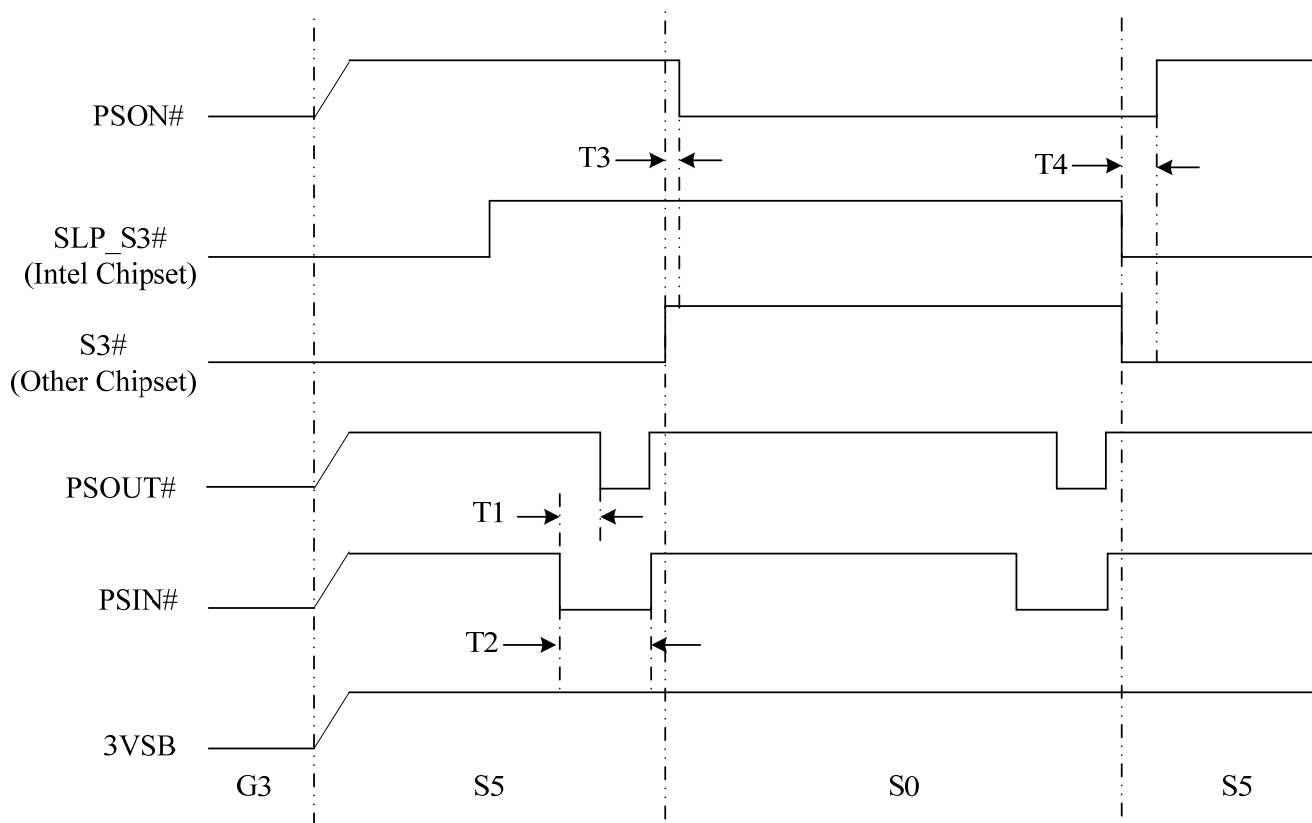 PSON#
T3
T4
SLP_S3#
(Intel Chipset)
S3#
(Other Chipset)
PSOUT#
T1
PSIN#
T2
3VSB
G3
S5
S0
S5